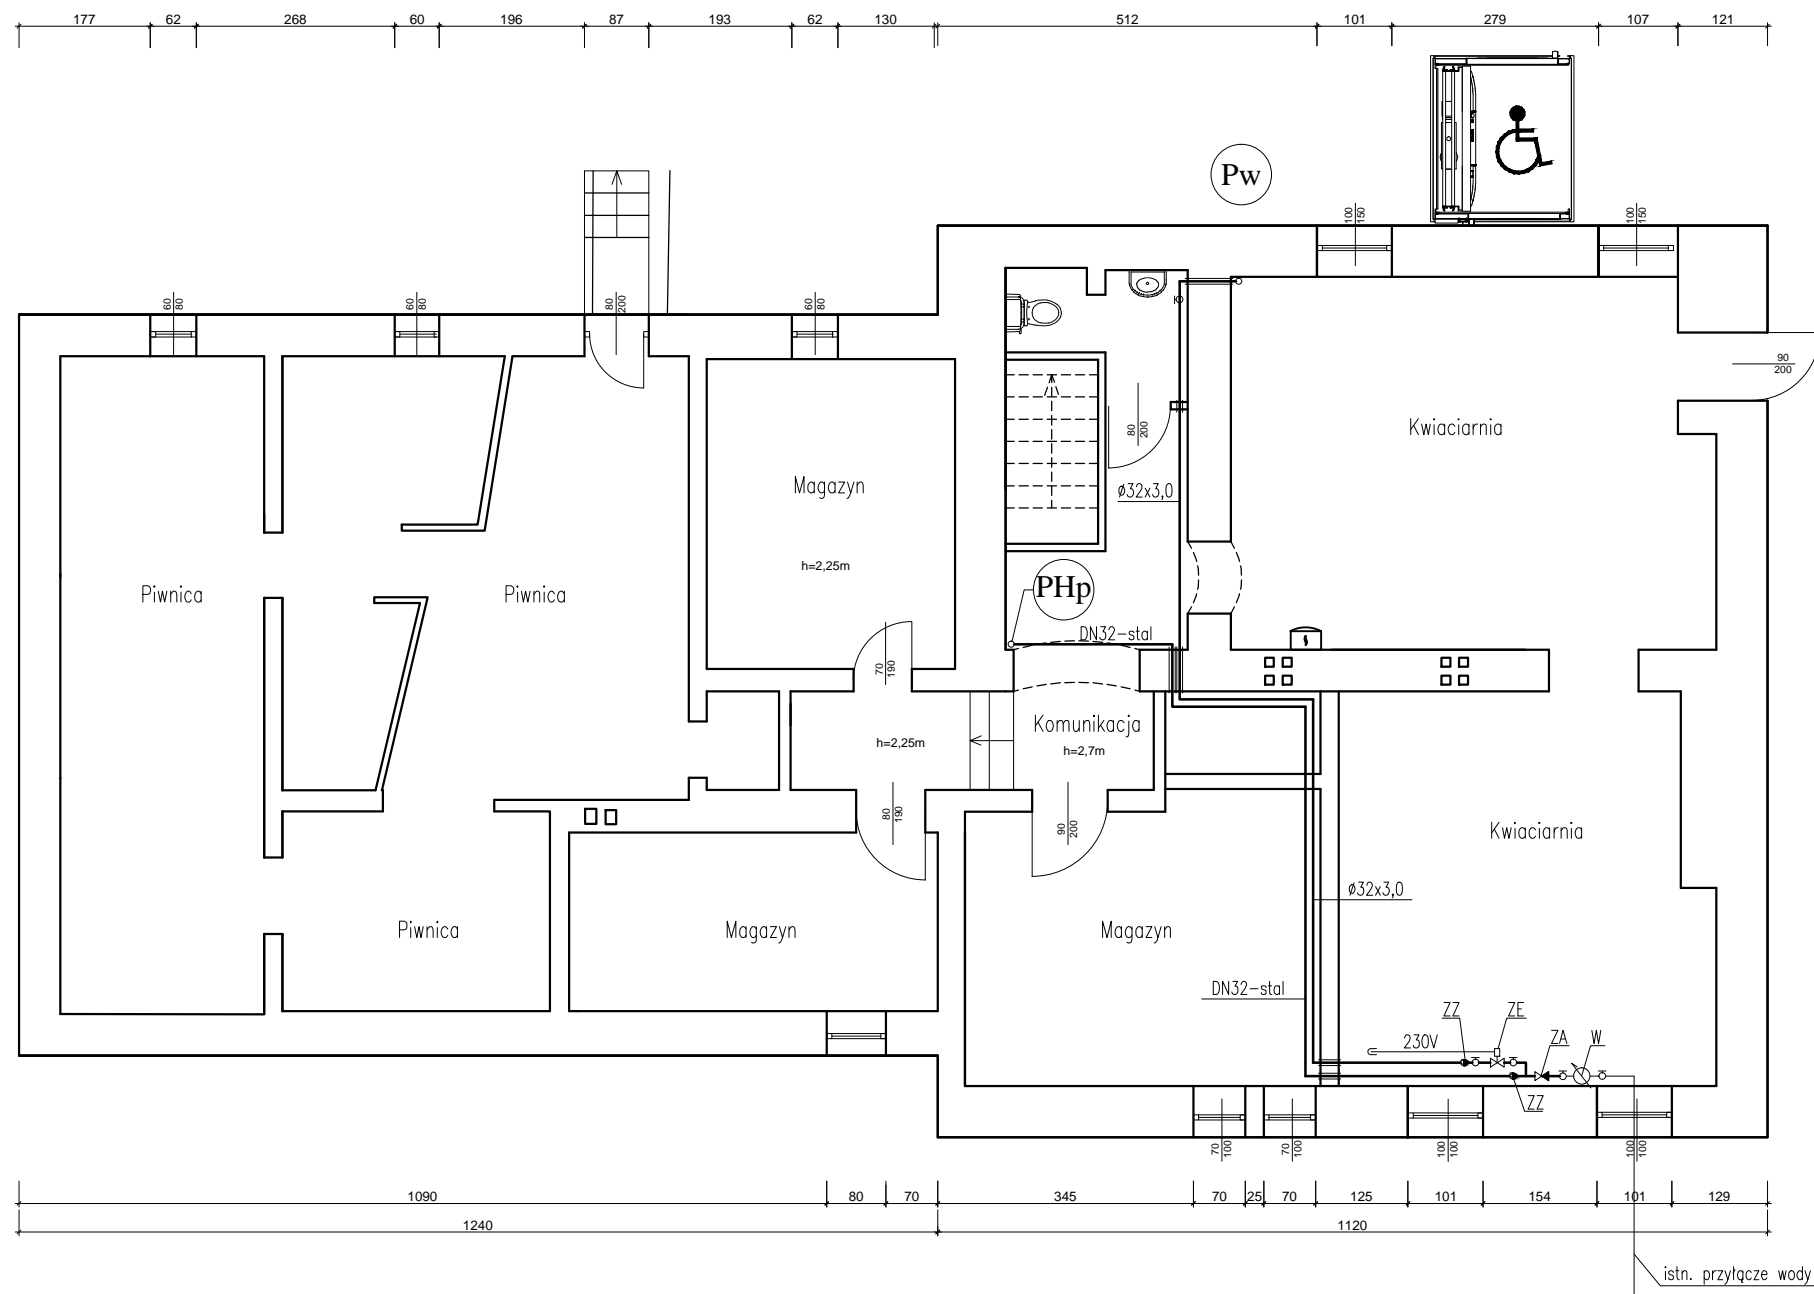 177 62 268 60 196 87 193 62 130 512 101 279 107 121
Pw
100
150
100
150
60
80
60
80
80
200
60
80
90
200
Kwiaciarnia
80
200
Magazyn
ø32x3,0
h=2,25m
PHp
Piwnica
Piwnica
DN32-stal
70
190
Komunikacja
h=2,25m
h=2,7m
80
190
90
200
Kwiaciarnia
ø32x3,0
Piwnica
Magazyn
Magazyn
DN32-stal
ZZ
ZE
230V
ZA
W
ZZ
70
100
70
100
100
100
100
100
1090 80 70 345 70 25 70 125 101 154 101 129
1240 1120
istn. przyłącze wody